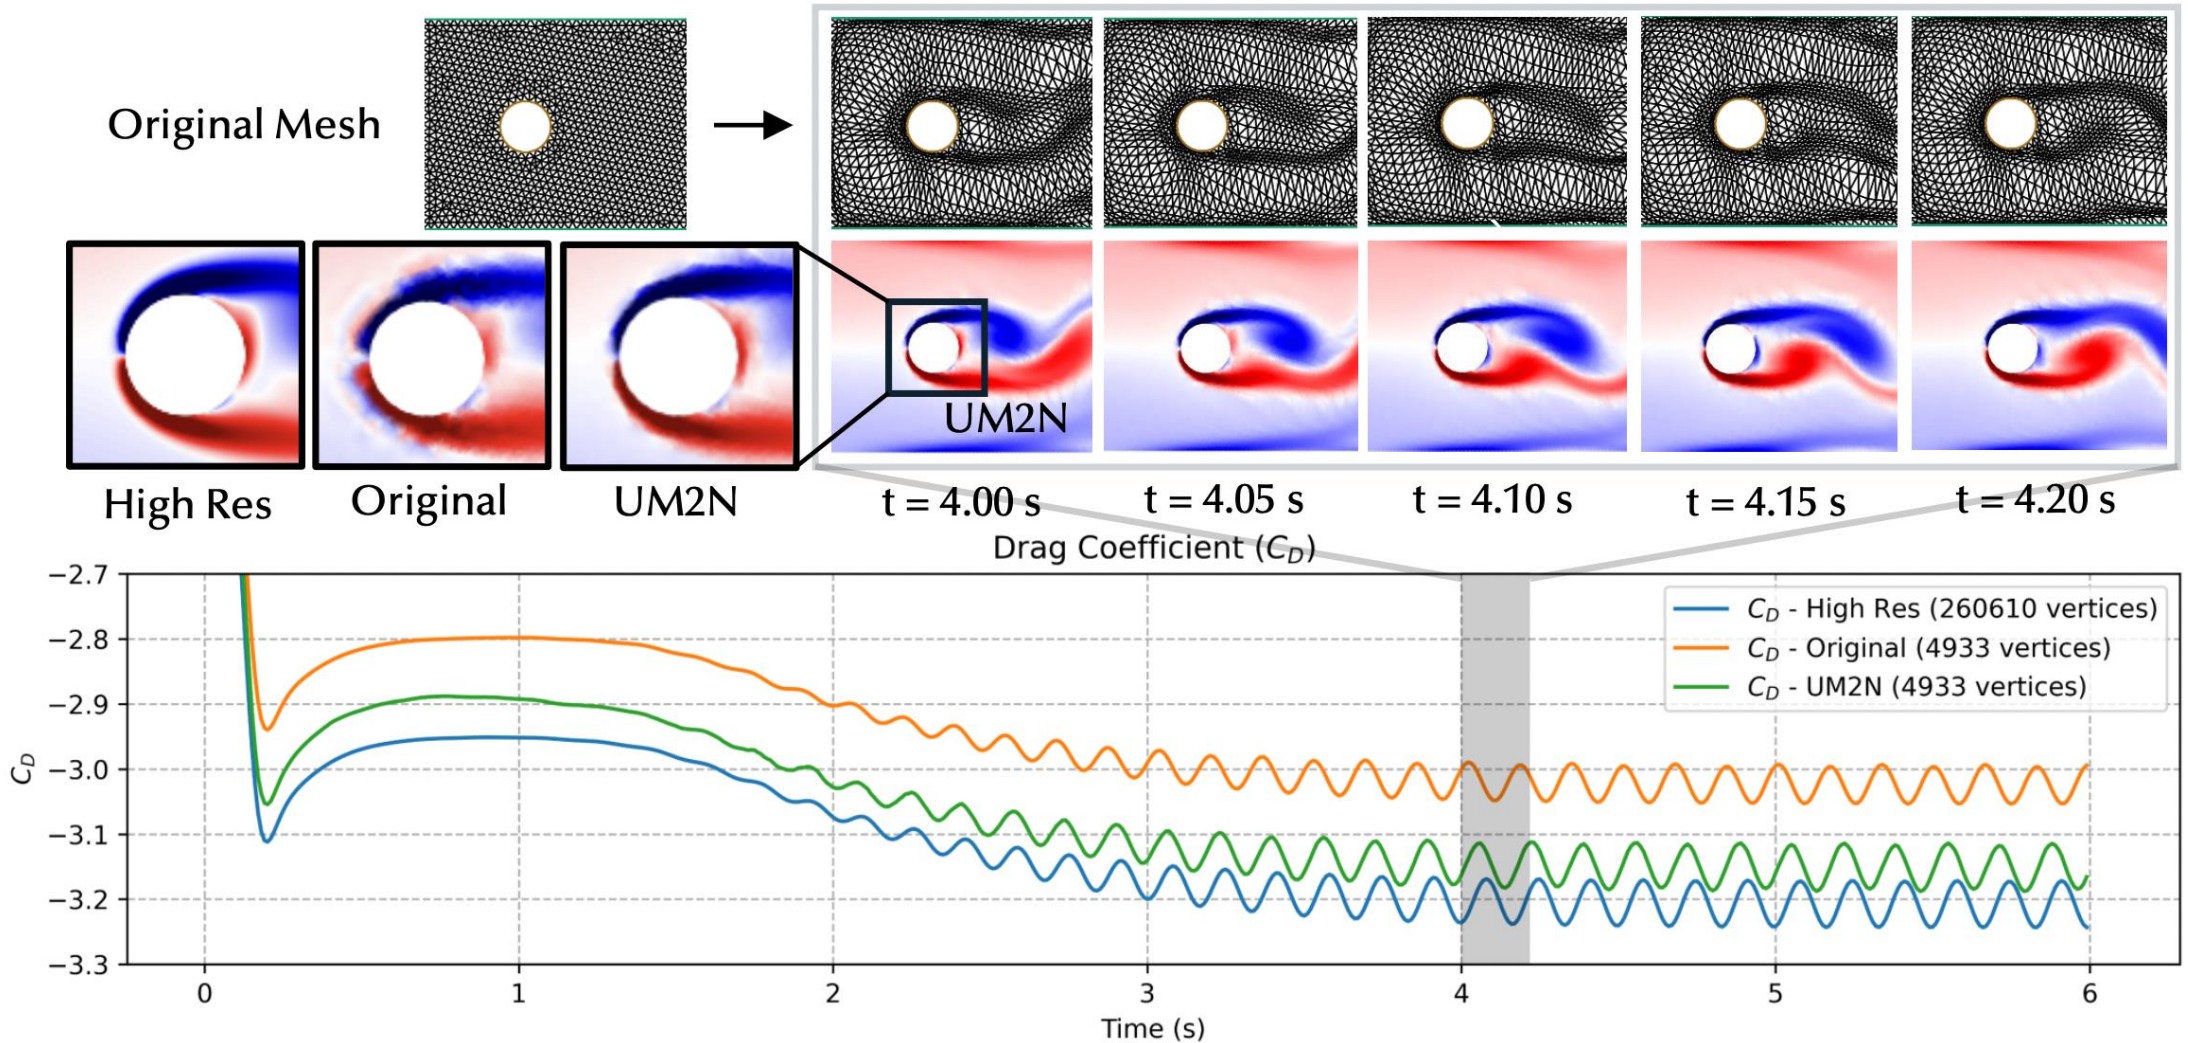 Original Mesh
UM2N
High Res
Original
UM2N
t = 4.00 s
t = 4.05 s
t = 4.10 s
t = 4.15 s
t = 4.20 s
Drag Coefficient (C_D)
−2.7
−2.8
−2.9
−3.0
−3.1
−3.2
−3.3
C_D
C_D - High Res (260610 vertices)
C_D - Original (4933 vertices)
C_D - UM2N (4933 vertices)
0
1
2
3
4
5
6
Time (s)